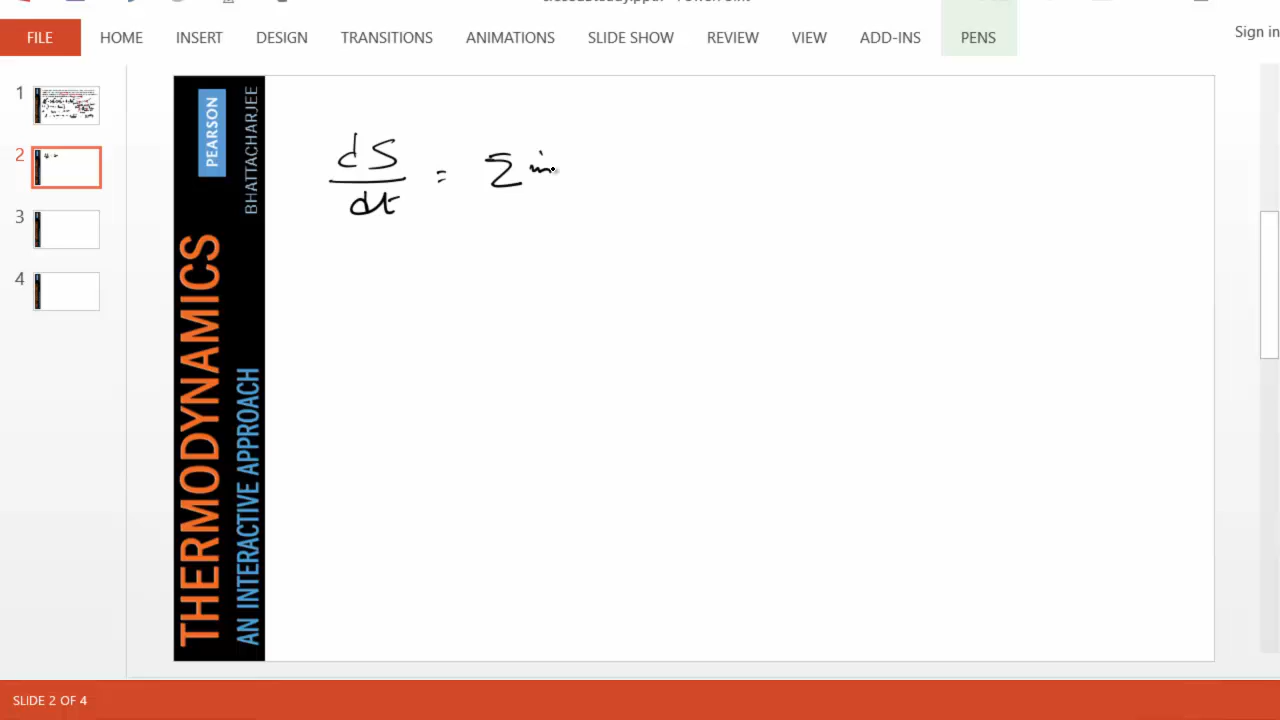 FILE HOME INSERT DESIGN TRANSITIONS ANIMATIONS SLIDE SHOW REVIEW VIEW ADD-INS PENS Sign in
1
2
3
4
PEARSON
BHATTACHARJEE
THERMODYNAMICS
AN INTERACTIVE APPROACH
dS/dt = Σ ṁ
SLIDE 2 OF 4